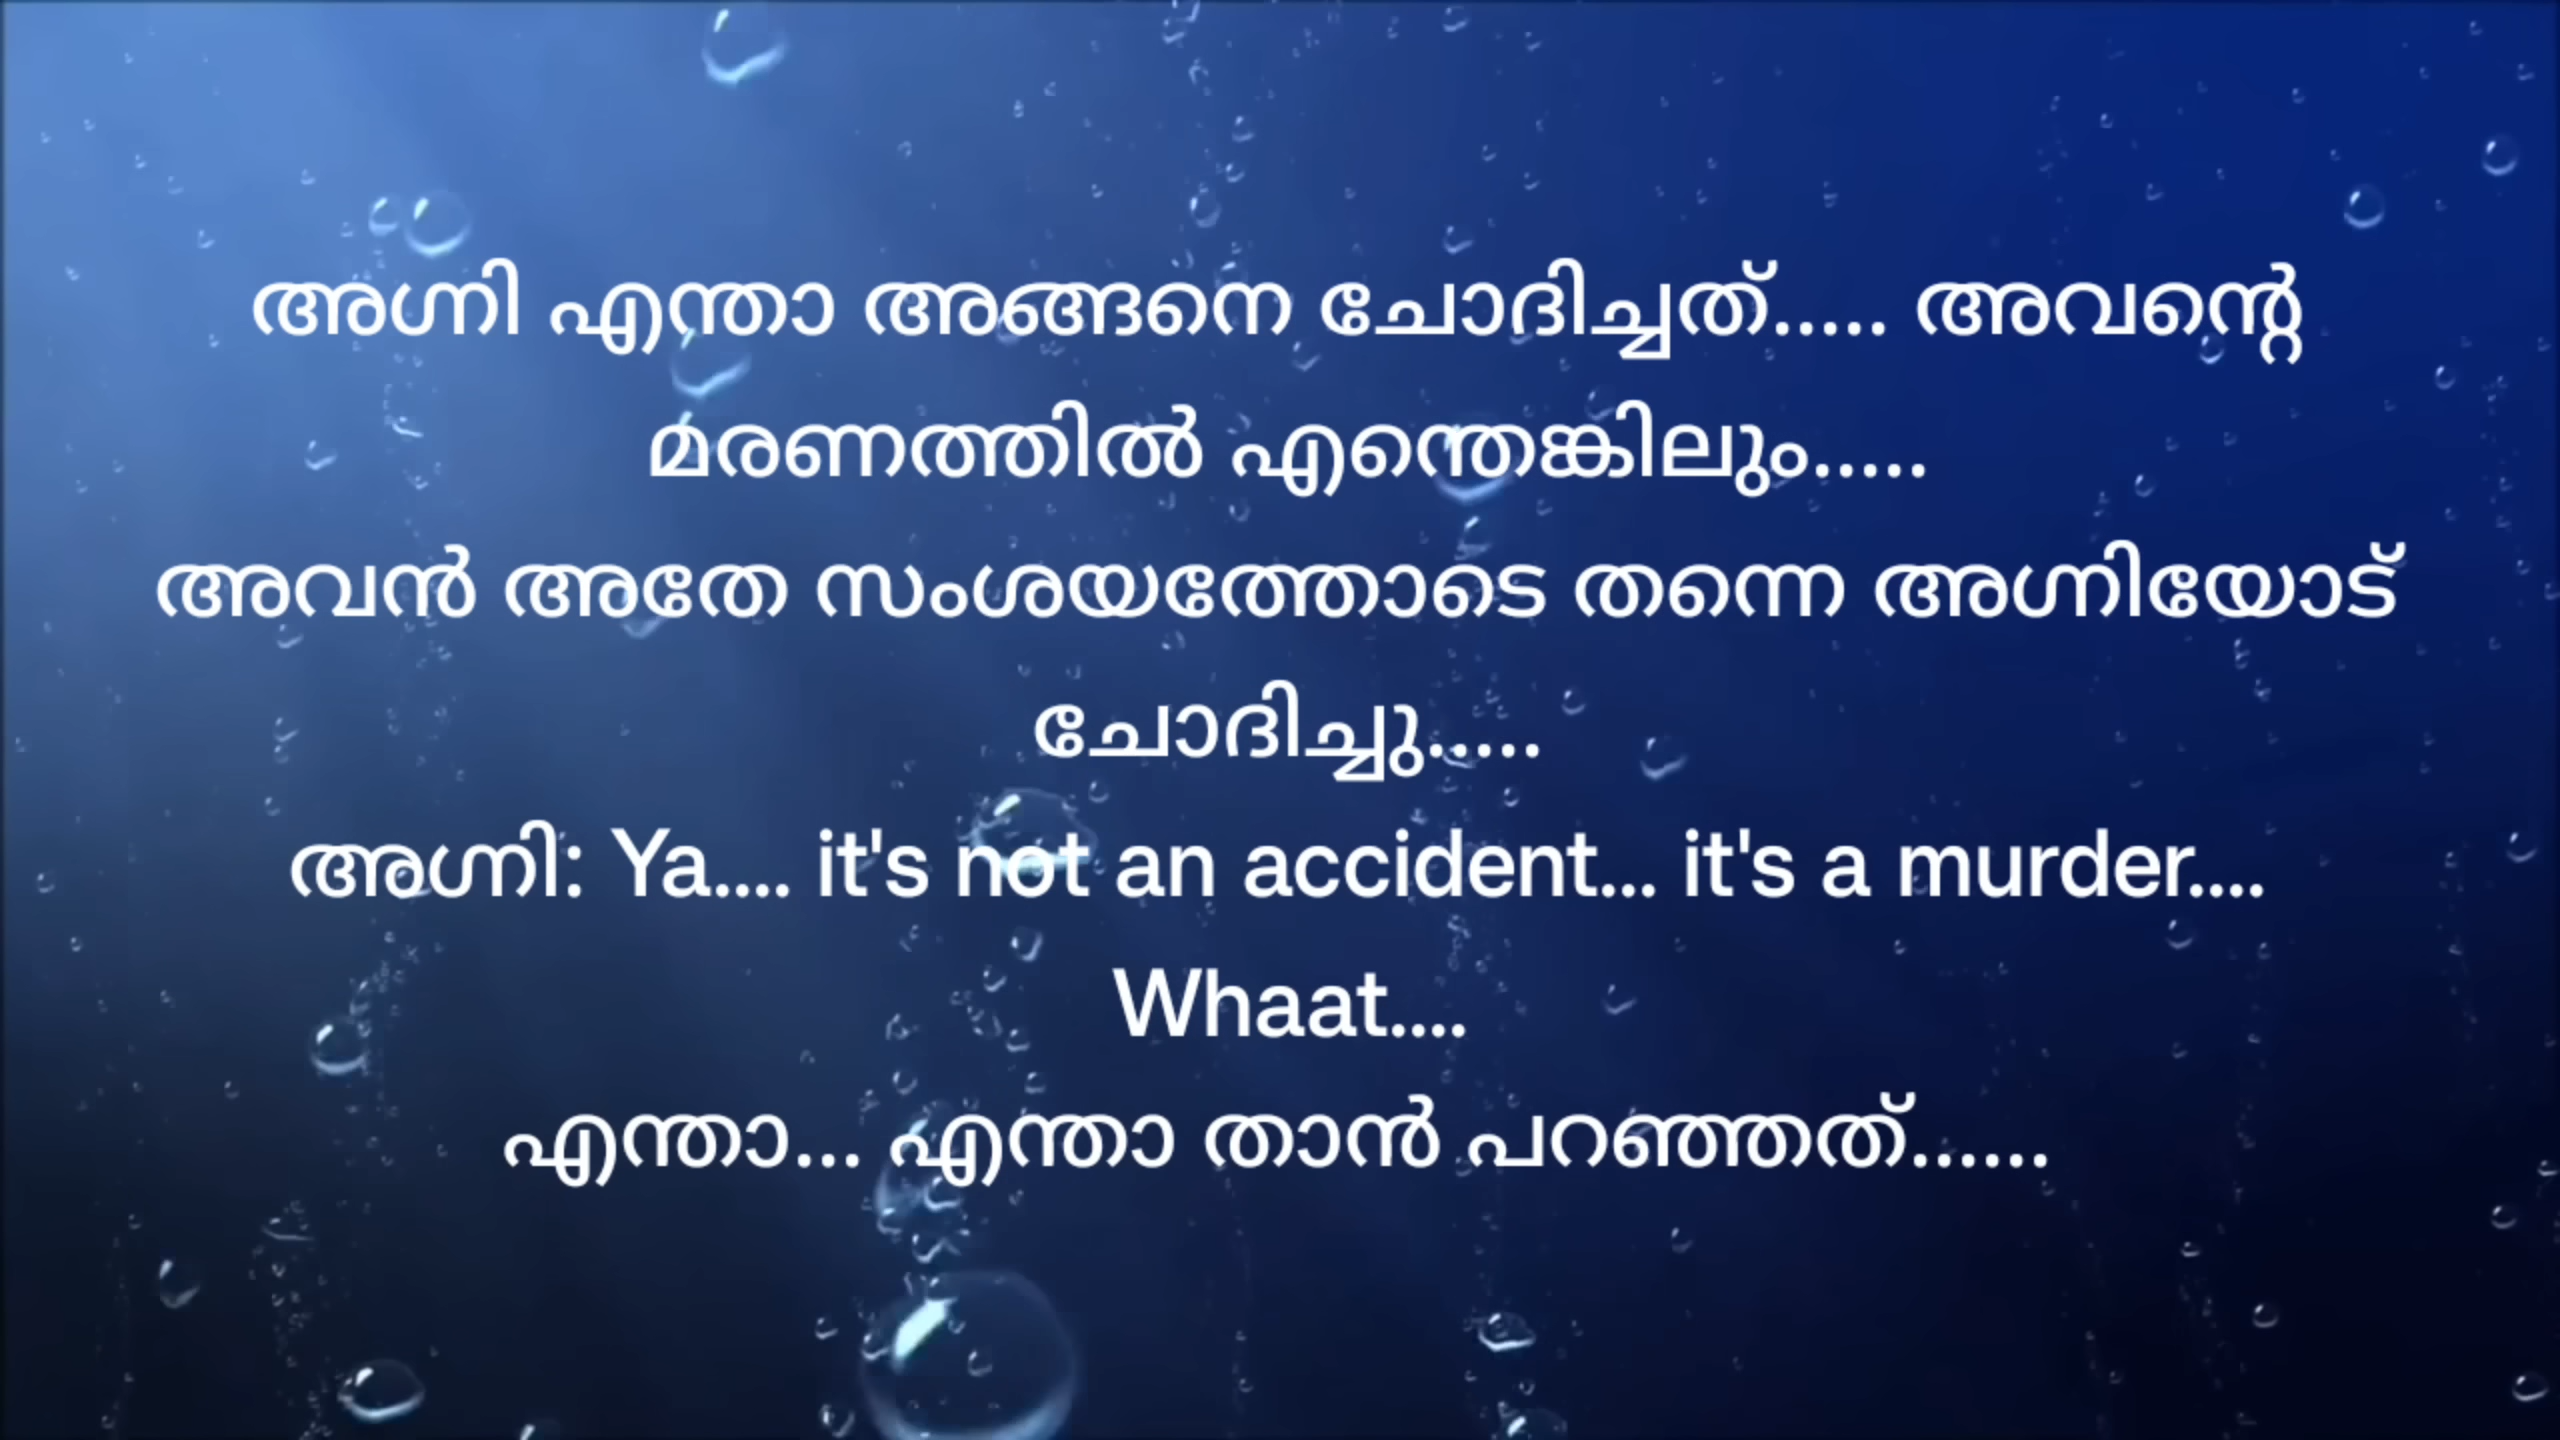 അഗ്നി എന്താ അങ്ങനെ ചോദിച്ചത്..... അവന്റെ
മരണത്തിൽ എന്തെങ്കിലും.....
അവൻ അതേ സംശയത്തോടെ തന്നെ അഗ്നിയോട്
ചോദിച്ചു.....
അഗ്നി: Ya.... it's not an accident... it's a murder....
Whaat....
എന്താ... എന്താ താൻ പറഞ്ഞത്......